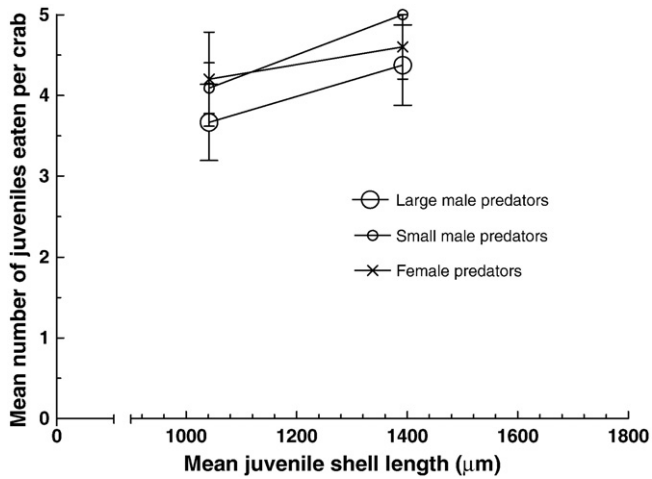 Mean number of juveniles eaten per crab
5
4
3
2
1
0
Large male predators
Small male predators
Female predators
0
1000
1200
1400
1600
1800
Mean juvenile shell length (μm)